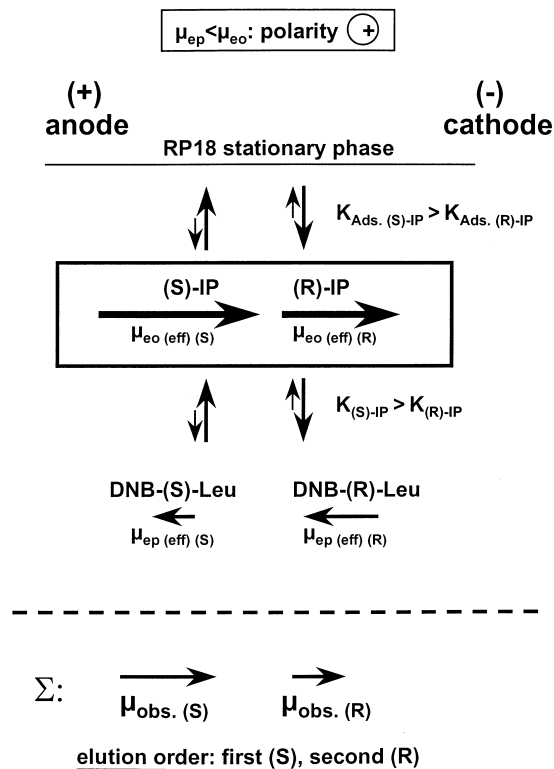 μep<μeo: polarity +
(+) (-)
anode cathode
RP18 stationary phase
KAds. (S)-IP > KAds. (R)-IP
(S)-IP (R)-IP
μeo (eff) (S) μeo (eff) (R)
K(S)-IP > K(R)-IP
DNB-(S)-Leu DNB-(R)-Leu
μep (eff) (S) μep (eff) (R)
Σ:
μobs. (S) μobs. (R)
elution order: first (S), second (R)